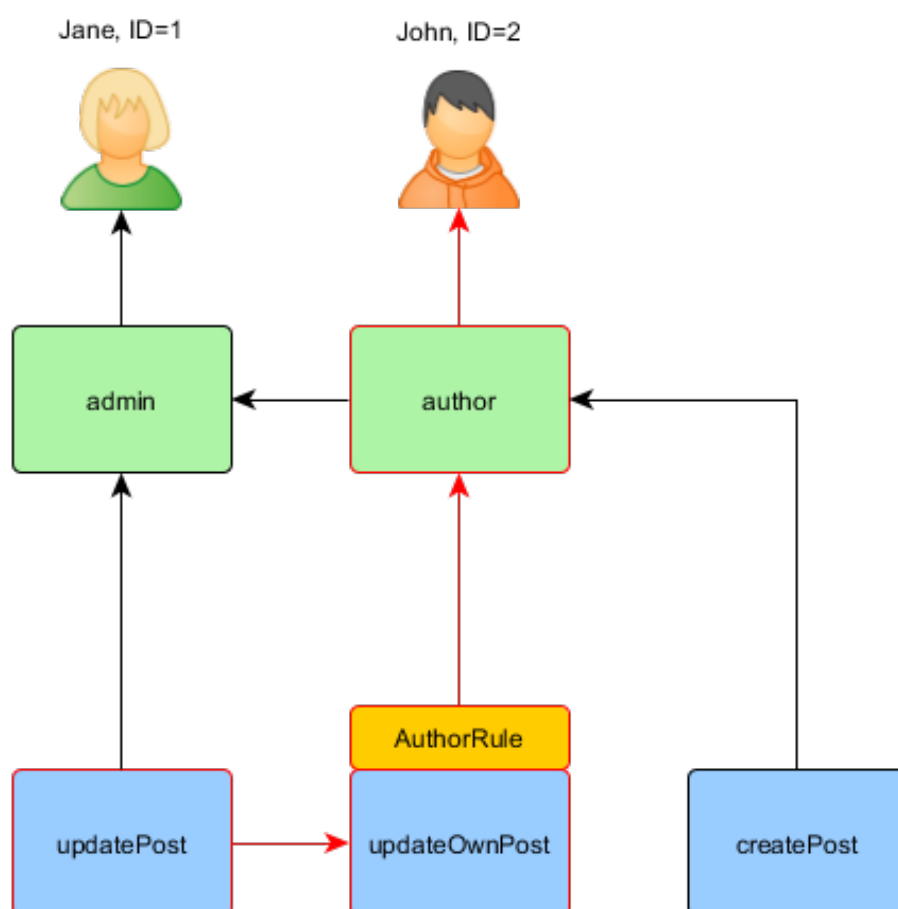 Jane, ID=1
John, ID=2
admin
author
AuthorRule
updatePost
updateOwnPost
createPost